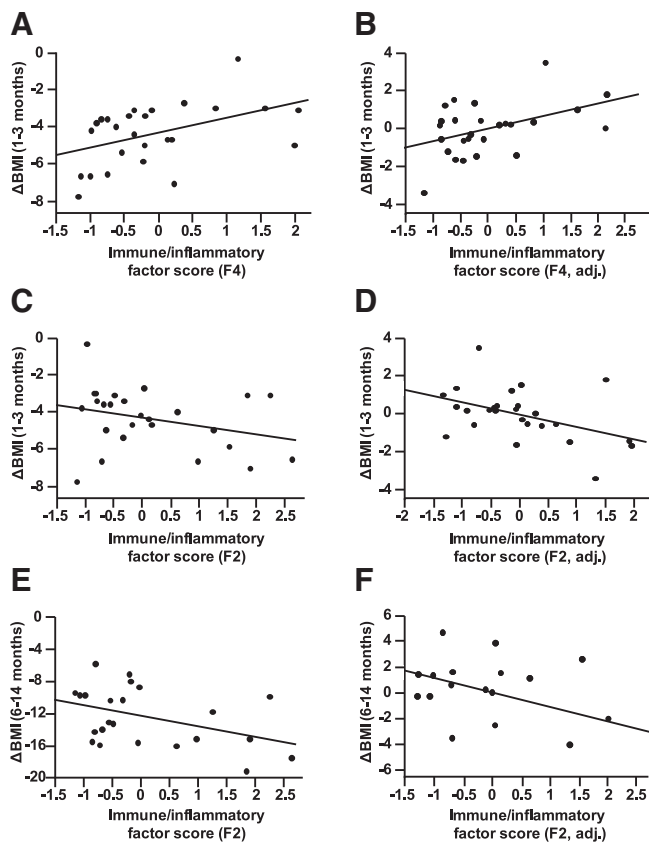 A
B
ΔBMI (1-3 months)
0
-2
-4
-6
-8
-1.5 -1 -0.5 0 0.5 1 1.5 2
Immune/inflammatory
factor score (F4)
ΔBMI (1-3 months)
4
2
0
-2
-4
-1.5 -1 -0.5 0 0.5 1 1.5 2 2.5
Immune/inflammatory
factor score (F4, adj.)
C
D
ΔBMI (1-3 months)
0
-2
-4
-6
-8
-1.5 -1 -0.5 0 0.5 1 1.5 2 2.5
Immune/inflammatory
factor score (F2)
ΔBMI (1-3 months)
4
2
0
-2
-4
-2 -1.5 -1 -0.5 0 0.5 1 1.5 2
Immune/inflammatory
factor score (F2, adj.)
E
F
ΔBMI (6-14 months)
0
-4
-8
-12
-16
-20
-1.5 -1 -0.5 0 0.5 1 1.5 2 2.5
Immune/inflammatory
factor score (F2)
ΔBMI (6-14 months)
6
4
2
0
-2
-4
6
-1.5 -1 -0.5 0 0.5 1 1.5 2 2.5
Immune/inflammatory
factor score (F2, adj.)